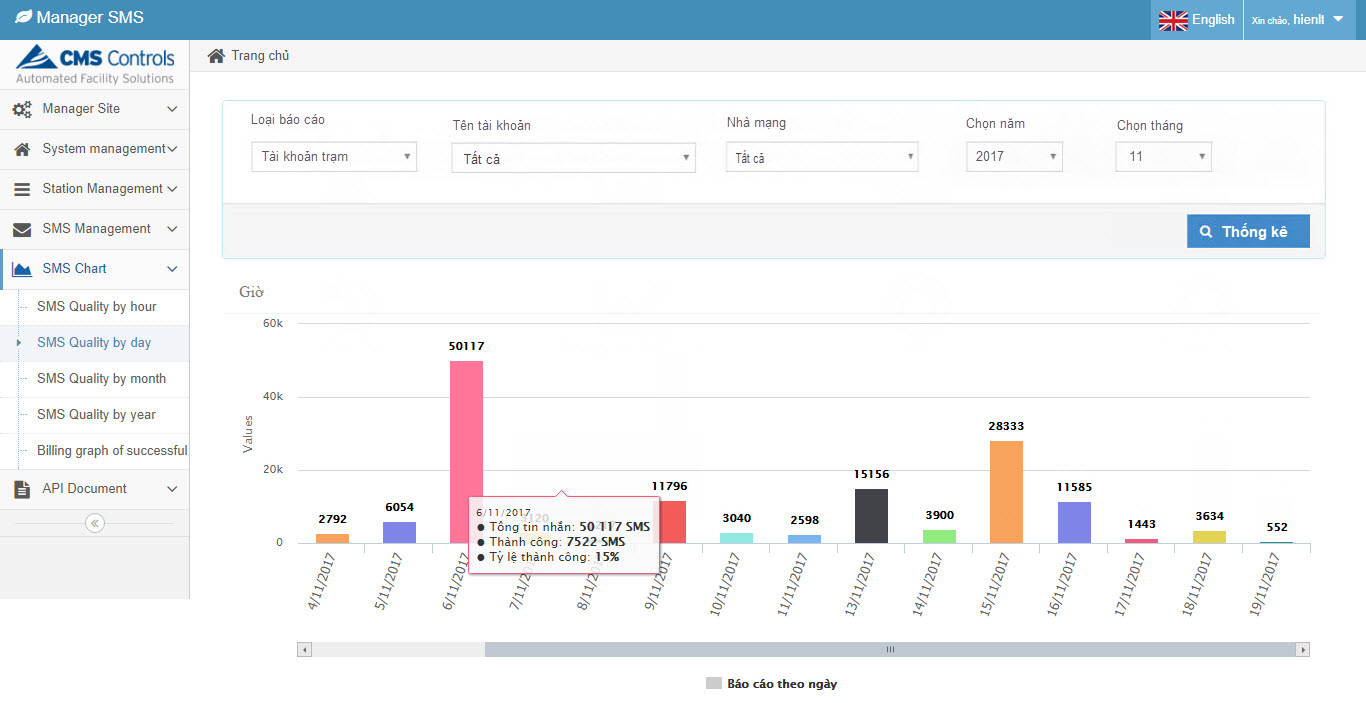 Manager SMS
English
Xin chào, hienlt
CMS Controls
Automated Facility Solutions
Trang chủ
Manager Site
System management
Station Management
SMS Management
SMS Chart
SMS Quality by hour
SMS Quality by day
SMS Quality by month
SMS Quality by year
Billing graph of successful
API Document
Loại báo cáo
Tên tài khoản
Nhà mạng
Chọn năm
Chọn tháng
Tài khoản trạm
Tất cả
Tất cả
2017
11
Thống kê
Giờ
Values
60k
40k
20k
0
2792
6054
50117
5120
11796
3040
2598
15156
3900
28333
11585
1443
3634
552
6/11/2017
● Tổng tin nhắn: 50 117 SMS
● Thành công: 7522 SMS
● Tỷ lệ thành công: 15%
4/11/2017
5/11/2017
6/11/2017
7/11/2017
8/11/2017
9/11/2017
10/11/2017
11/11/2017
13/11/2017
14/11/2017
15/11/2017
16/11/2017
17/11/2017
18/11/2017
19/11/2017
Báo cáo theo ngày